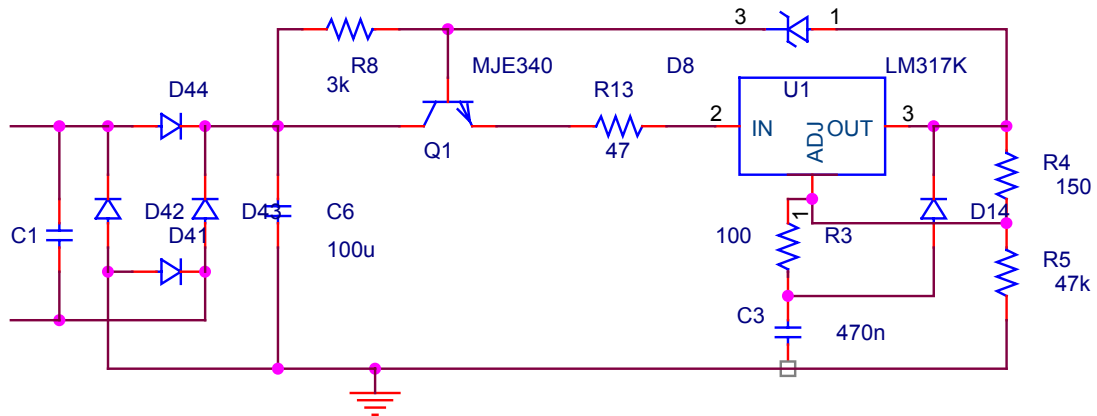 3
1
R8
MJE340
D8
LM317K
3k
D44
R13
U1
2
IN
ADJ
OUT
3
Q1
47
R4
150
D42
D43
C6
1
D14
C1
D41
100u
100
R3
R5
47k
C3
470n